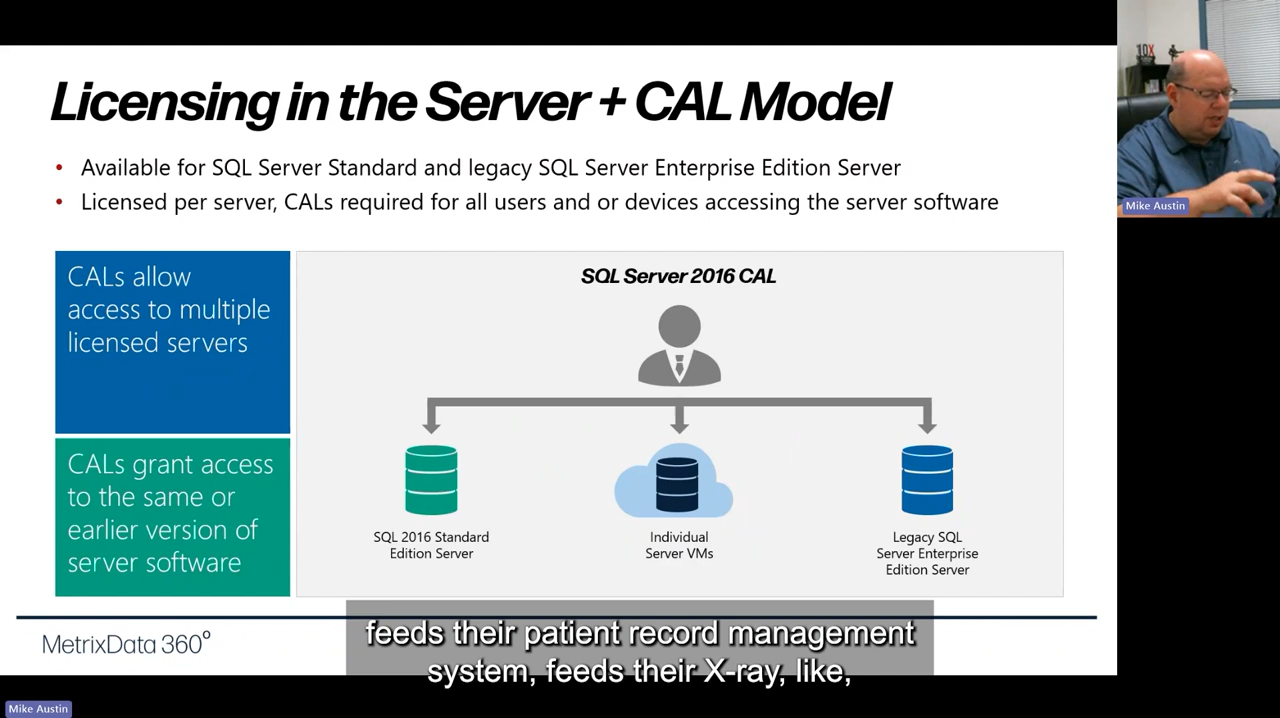 Licensing in the Server + CAL Model
• Available for SQL Server Standard and legacy SQL Server Enterprise Edition Server
• Licensed per server, CALs required for all users and or devices accessing the server software
CALs allow
access to multiple
licensed servers
CALs grant access
to the same or
earlier version of
server software
SQL Server 2016 CAL
SQL 2016 Standard
Edition Server
Individual
Server VMs
Legacy SQL
Server Enterprise
Edition Server
MetrixData 360°
feeds their patient record management
system, feeds their X-ray, like,
10X
Mike Austin
Mike Austin